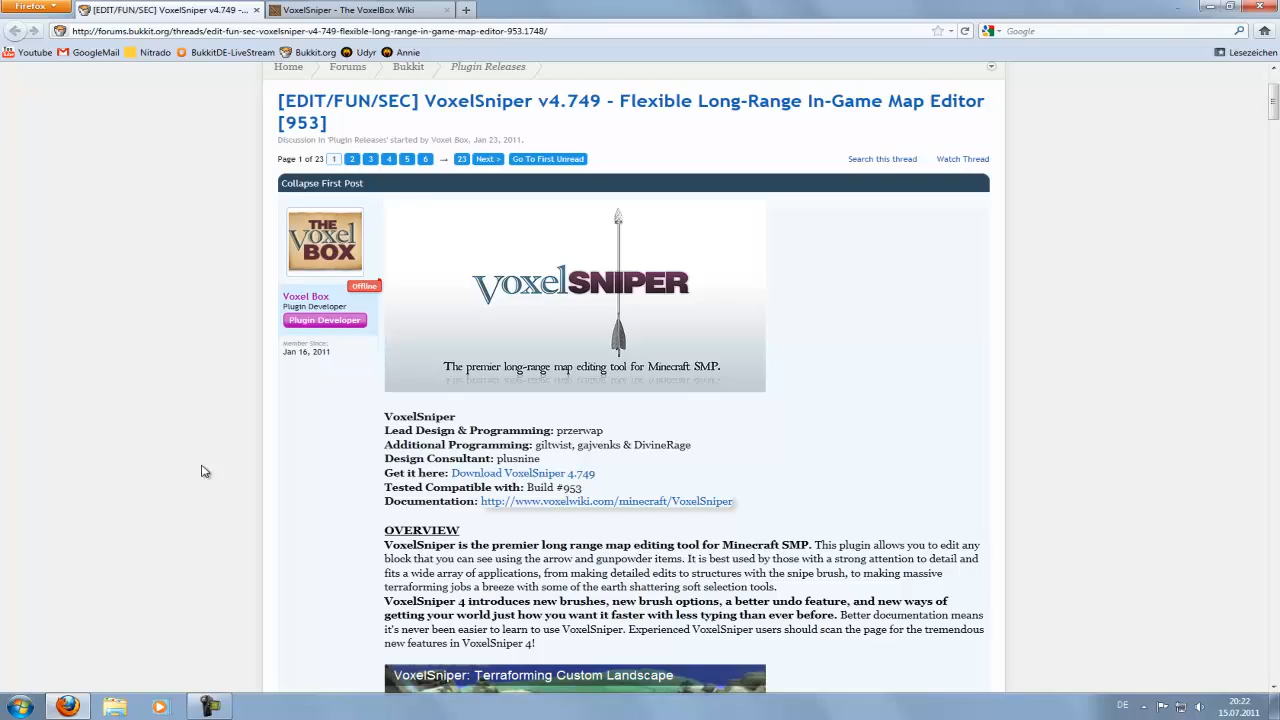 Firefox
[EDIT/FUN/SEC] VoxelSniper v4.749 -...
VoxelSniper - The VoxelBox Wiki
http://forums.bukkit.org/threads/edit-fun-sec-voxelsniper-v4-749-flexible-long-range-in-game-map-editor-953.1748/
Google
Youtube
GoogleMail
Nitrado
BukkitDE-LiveStream
Bukkit.org
Udyr
Annie
Lesezeichen
Home
Forums
Bukkit
Plugin Releases
[EDIT/FUN/SEC] VoxelSniper v4.749 - Flexible Long-Range In-Game Map Editor
[953]
Discussion in 'Plugin Releases' started by Voxel Box, Jan 23, 2011.
Page 1 of 23 1 2 3 4 5 6 → 23 Next > Go To First Unread
Search this thread
Watch Thread
Collapse First Post
THE
Voxel
BOX
Offline
Voxel Box
Plugin Developer
Plugin Developer
Member Since:
Jan 16, 2011
voxelSNIPER
The premier long-range map editing tool for Minecraft SMP.
VoxelSniper
Lead Design & Programming: przerwap
Additional Programming: giltwist, gajvenks & DivineRage
Design Consultant: plusnine
Get it here: Download VoxelSniper 4.749
Tested Compatible with: Build #953
Documentation: http://www.voxelwiki.com/minecraft/VoxelSniper
OVERVIEW
VoxelSniper is the premier long range map editing tool for Minecraft SMP. This plugin allows you to edit any
block that you can see using the arrow and gunpowder items. It is best used by those with a strong attention to detail and
fits a wide array of applications, from making detailed edits to structures with the snipe brush, to making massive
terraforming jobs a breeze with some of the earth shattering soft selection tools.
VoxelSniper 4 introduces new brushes, new brush options, a better undo feature, and new ways of
getting your world just how you want it faster with less typing than ever before. Better documentation means
it's never been easier to learn to use VoxelSniper. Experienced VoxelSniper users should scan the page for the tremendous
new features in VoxelSniper 4!
VoxelSniper: Terraforming Custom Landscape
DE
20:22
15.07.2011